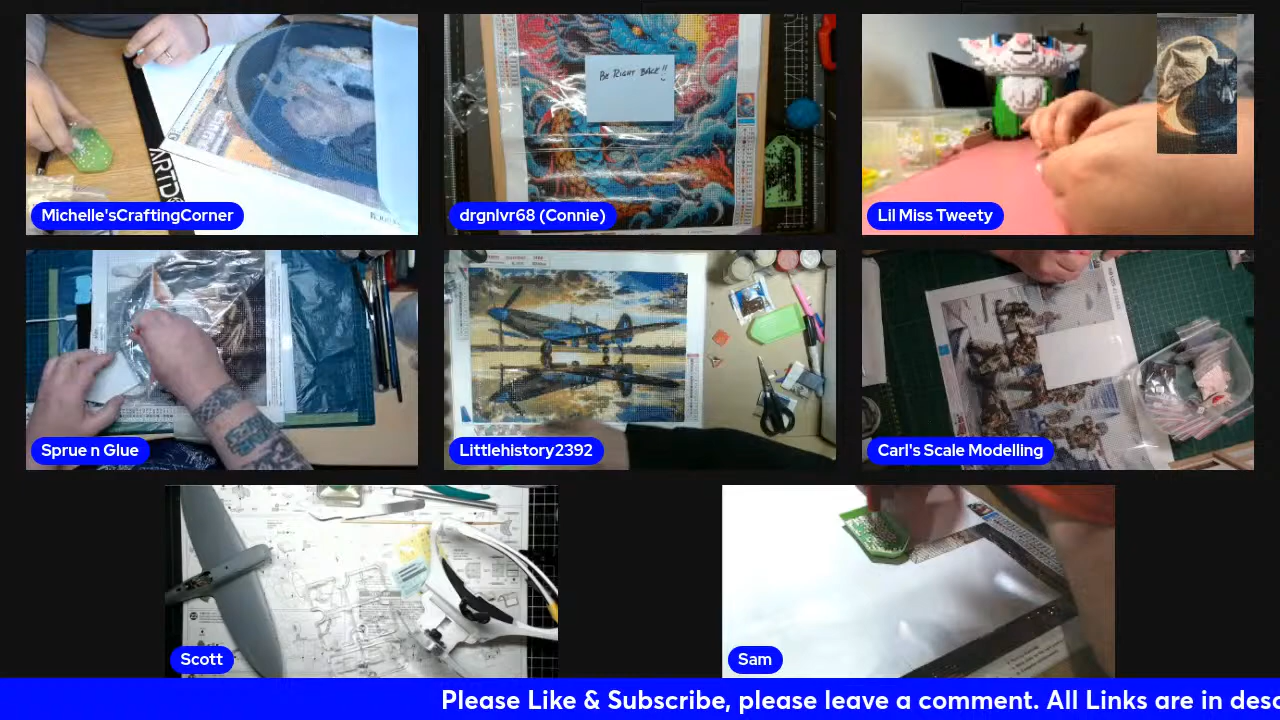 Michelle'sCraftingCorner
BE RIGHT BACK!!
drgnlvr68 (Connie)
Lil Miss Tweety
Sprue n Glue
Littlehistory2392
Carl's Scale Modelling
Scott
Sam
Please Like & Subscribe, please leave a comment. All Links are in desc